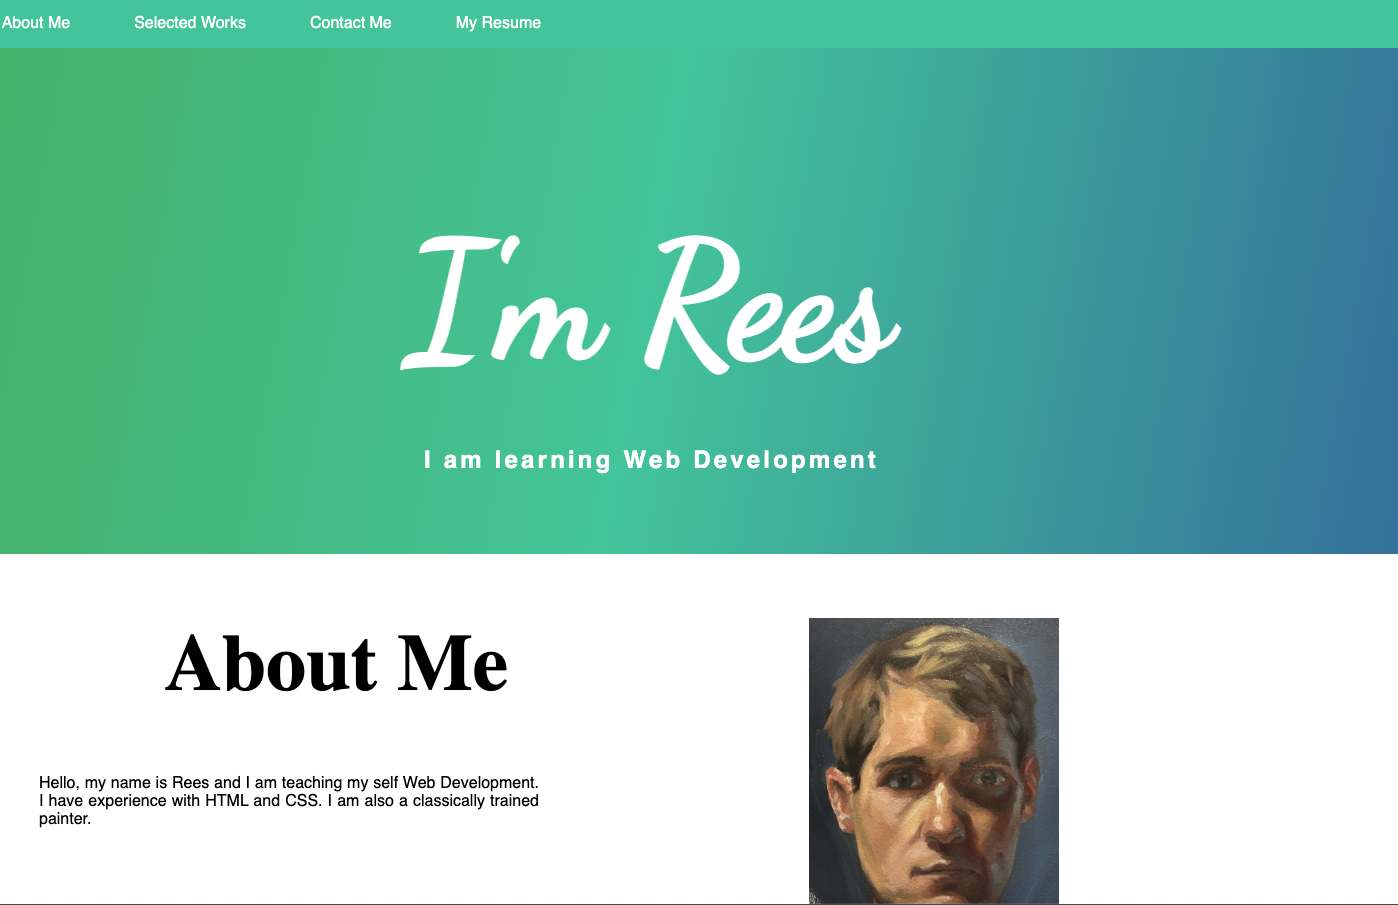 About Me Selected Works Contact Me My Resume
I'm Rees
I am learning Web Development
About Me
Hello, my name is Rees and I am teaching my self Web Development.
I have experience with HTML and CSS. I am also a classically trained
painter.